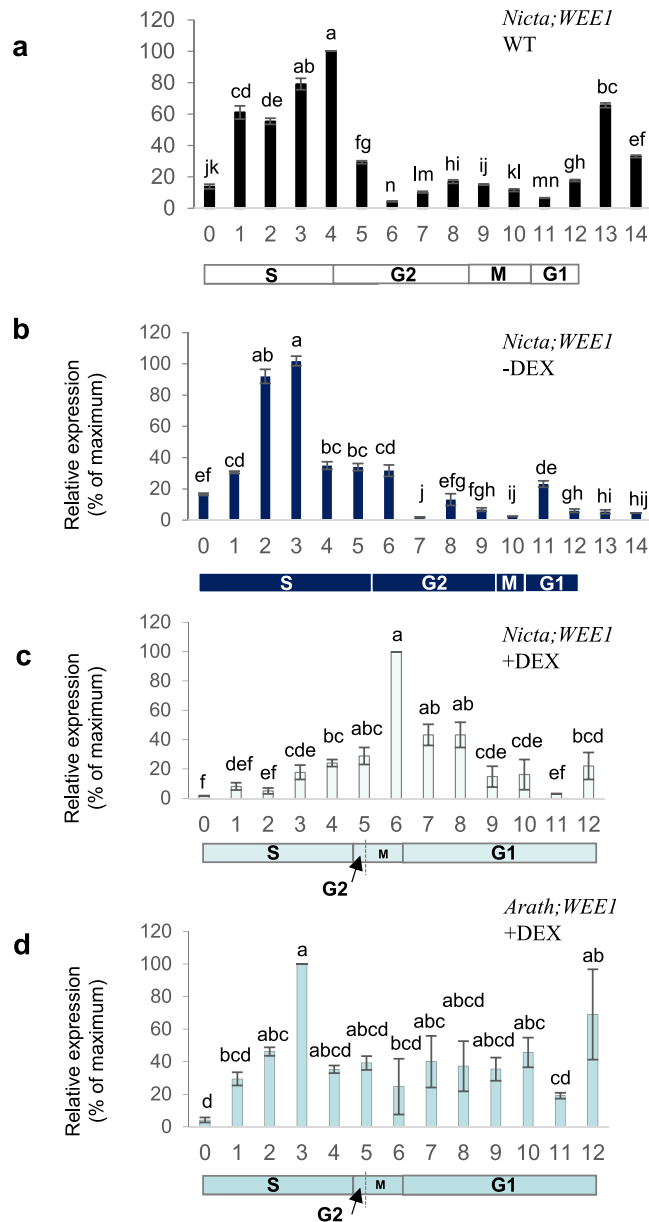 a
Nicta;WEE1
WT
120
100
80
60
40
20
0
jk cd de ab a fg n lm hi ij kl mn gh bc ef
0 1 2 3 4 5 6 7 8 9 10 11 12 13 14
S G2 M G1
b
Nicta;WEE1
-DEX
Relative expression
(% of maximum)
120
100
80
60
40
20
0
ef cd ab a bc bc cd j efg fgh ij de gh hi hij
0 1 2 3 4 5 6 7 8 9 10 11 12 13 14
S G2 M G1
c
Nicta;WEE1
+DEX
Relative expression
(% of maximum)
120
100
80
60
40
20
0
f def ef cde bc abc a ab ab cde cde ef bcd
0 1 2 3 4 5 6 7 8 9 10 11 12
S M G1
G2
d
Arath;WEE1
+DEX
Relative expression
(% of maximum)
120
100
80
60
40
20
0
d bcd abc a abcd abcd bcd abc abcd abcd abc cd ab
0 1 2 3 4 5 6 7 8 9 10 11 12
S M G1
G2